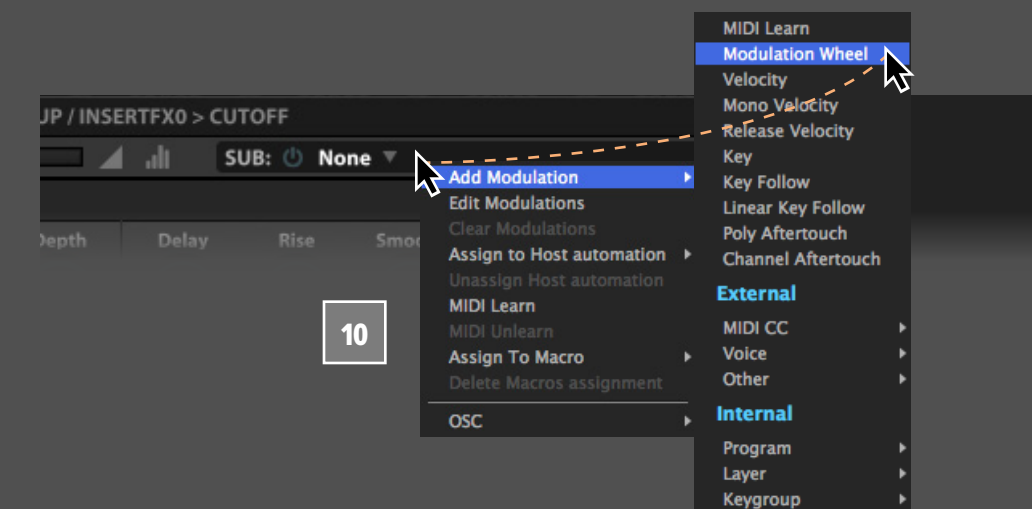 UP / INSERTFX0 > CUTOFF
SUB: None
Depth Delay Rise
10
Add Modulation
Edit Modulations
Clear Modulations
Assign to Host automation
Unassign Host automation
MIDI Learn
MIDI Unlearn
Assign To Macro
Delete Macros assignment
OSC
MIDI Learn
Modulation Wheel
Velocity
Mono Velocity
Release Velocity
Key
Key Follow
Linear Key Follow
Poly Aftertouch
Channel Aftertouch
External
MIDI CC
Voice
Other
Internal
Program
Layer
Keygroup